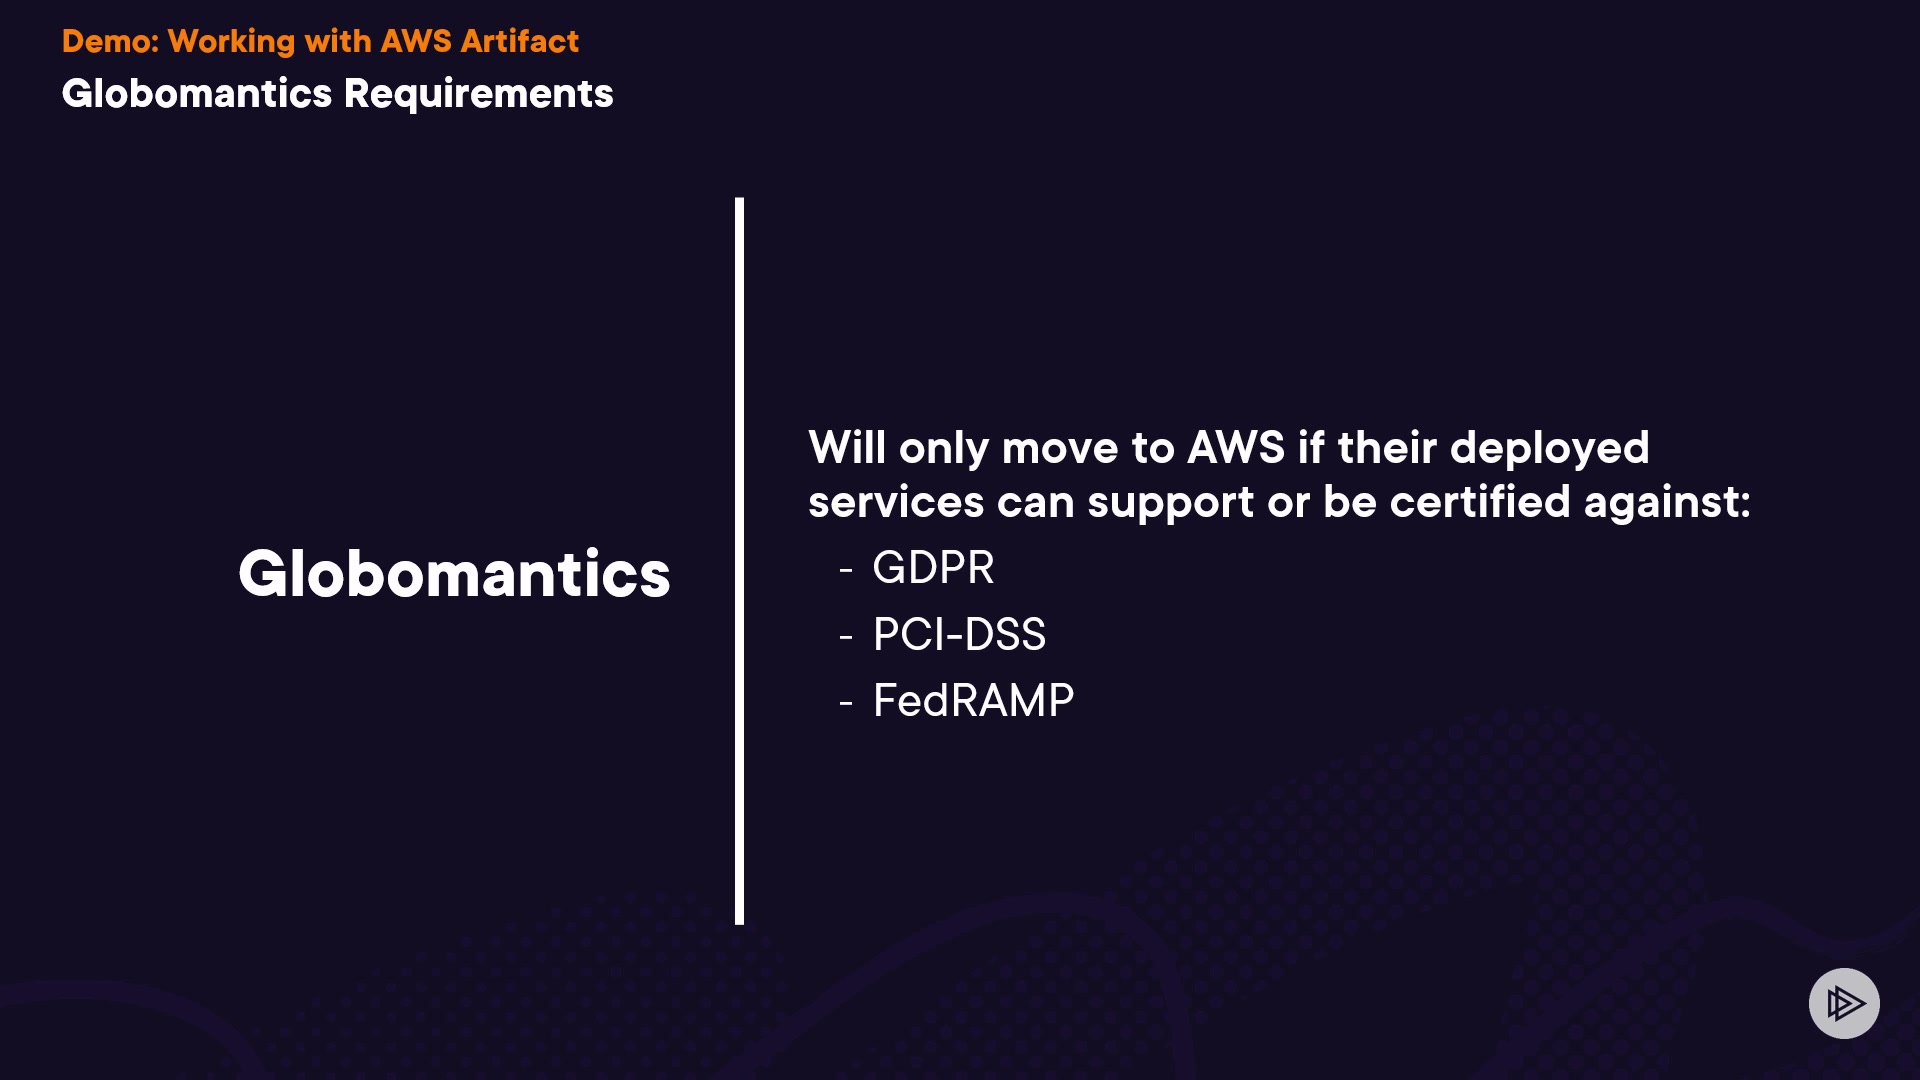 Demo: Working with AWS Artifact
Globomantics Requirements
Globomantics
Will only move to AWS if their deployed
services can support or be certified against:
- GDPR
- PCI-DSS
- FedRAMP